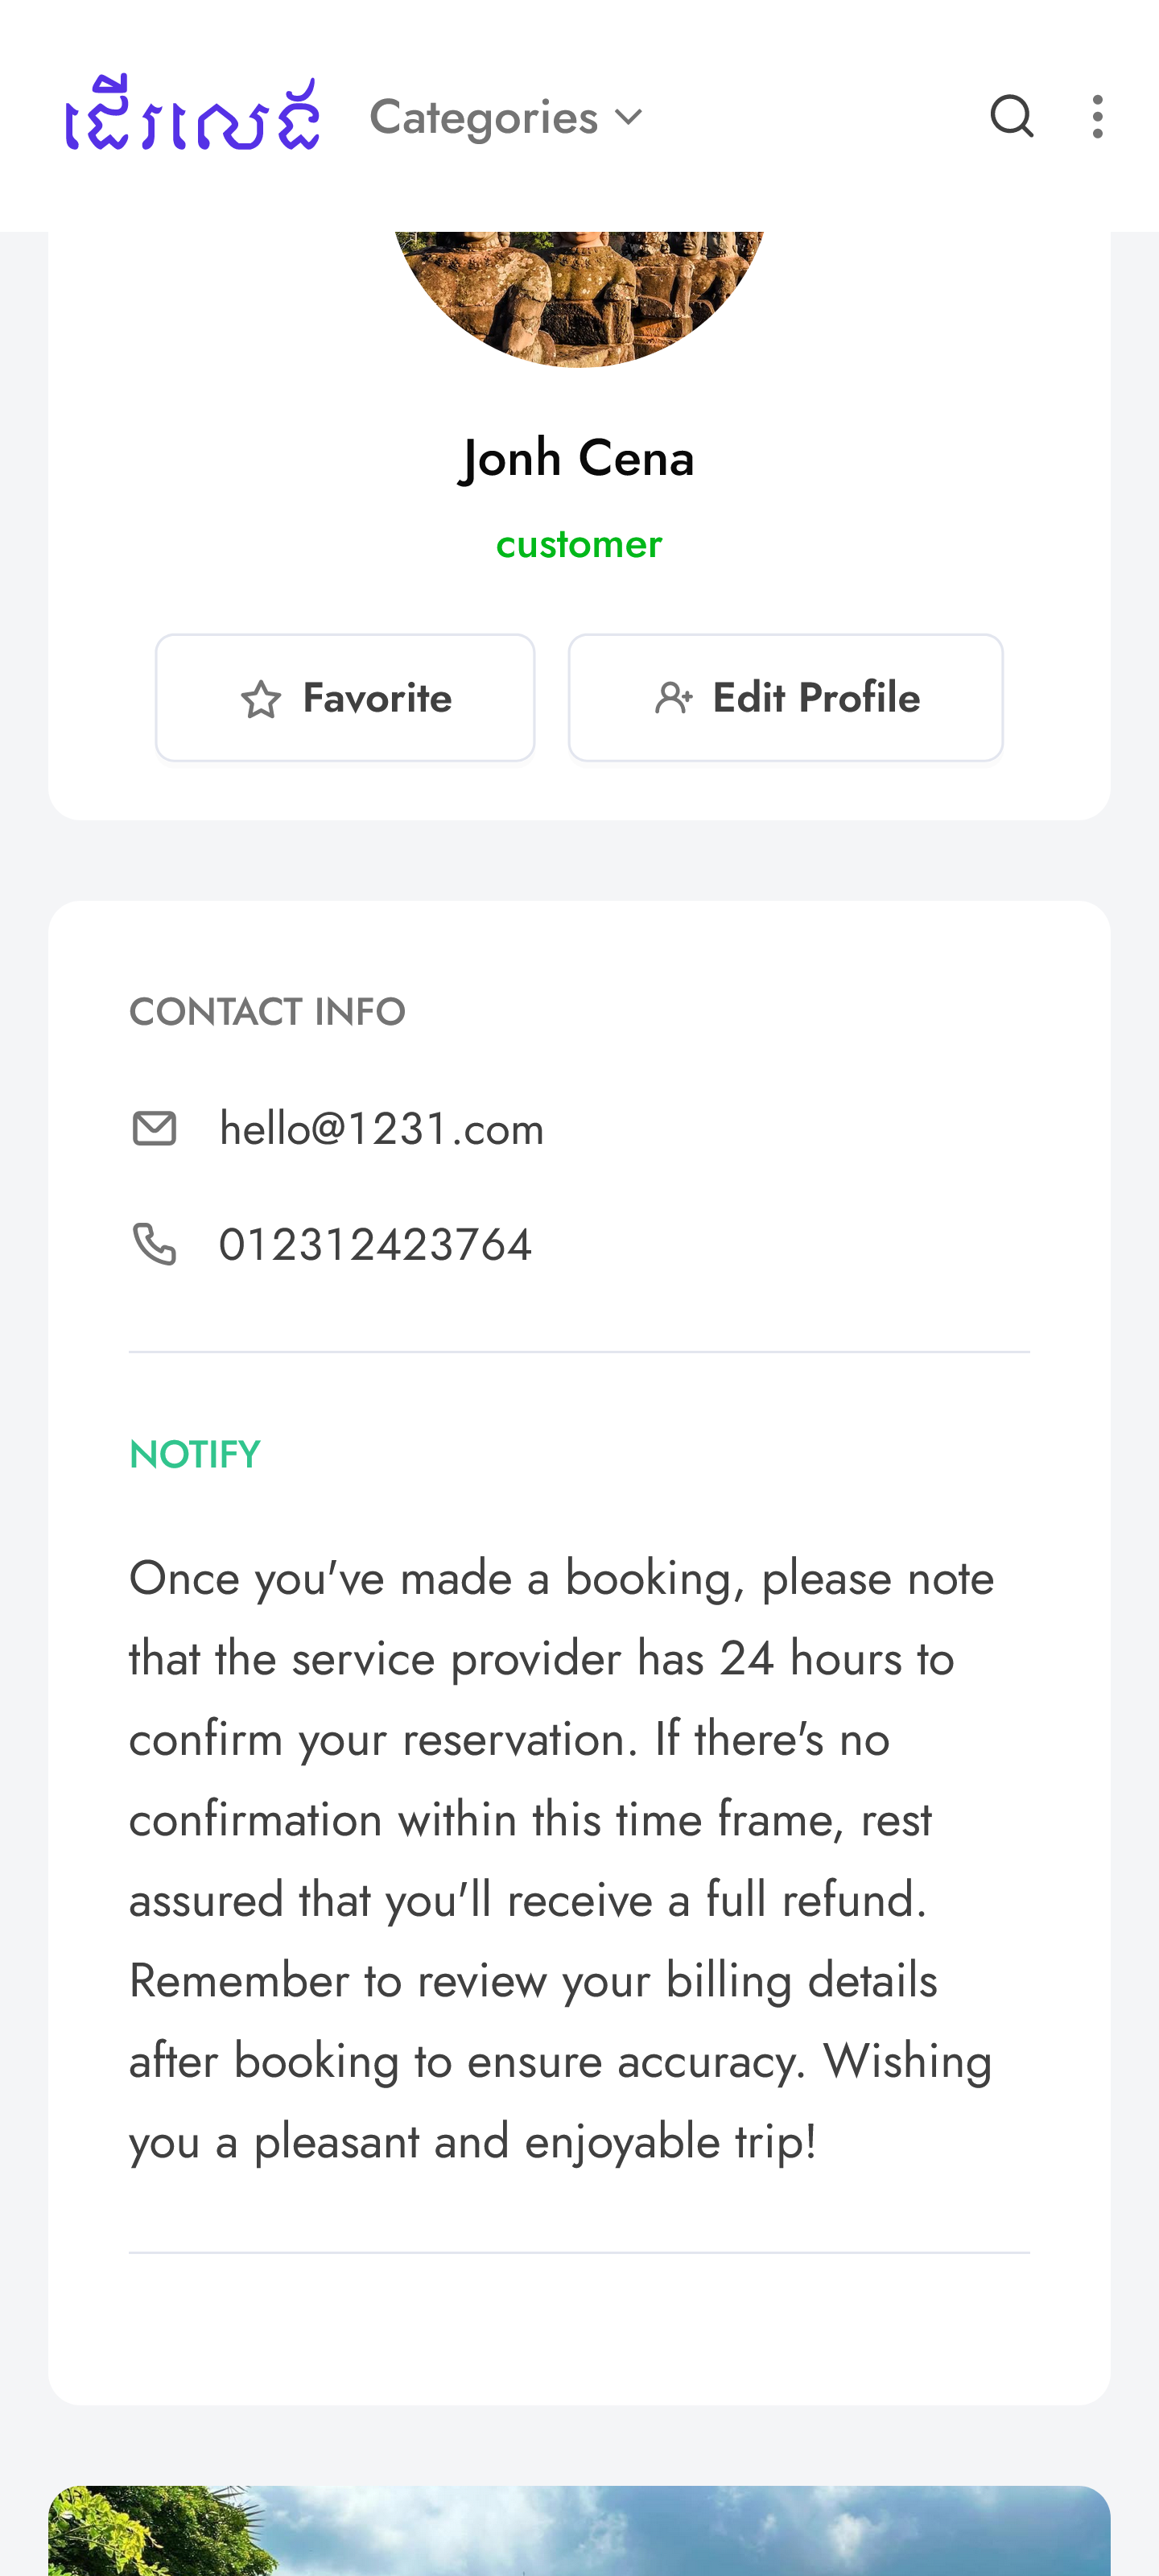 ដើរលេង Categories
Jonh Cena
customer
Favorite Edit Profile
CONTACT INFO
hello@1231.com
012312423764
NOTIFY
Once you've made a booking, please note
that the service provider has 24 hours to
confirm your reservation. If there's no
confirmation within this time frame, rest
assured that you'll receive a full refund.
Remember to review your billing details
after booking to ensure accuracy. Wishing
you a pleasant and enjoyable trip!